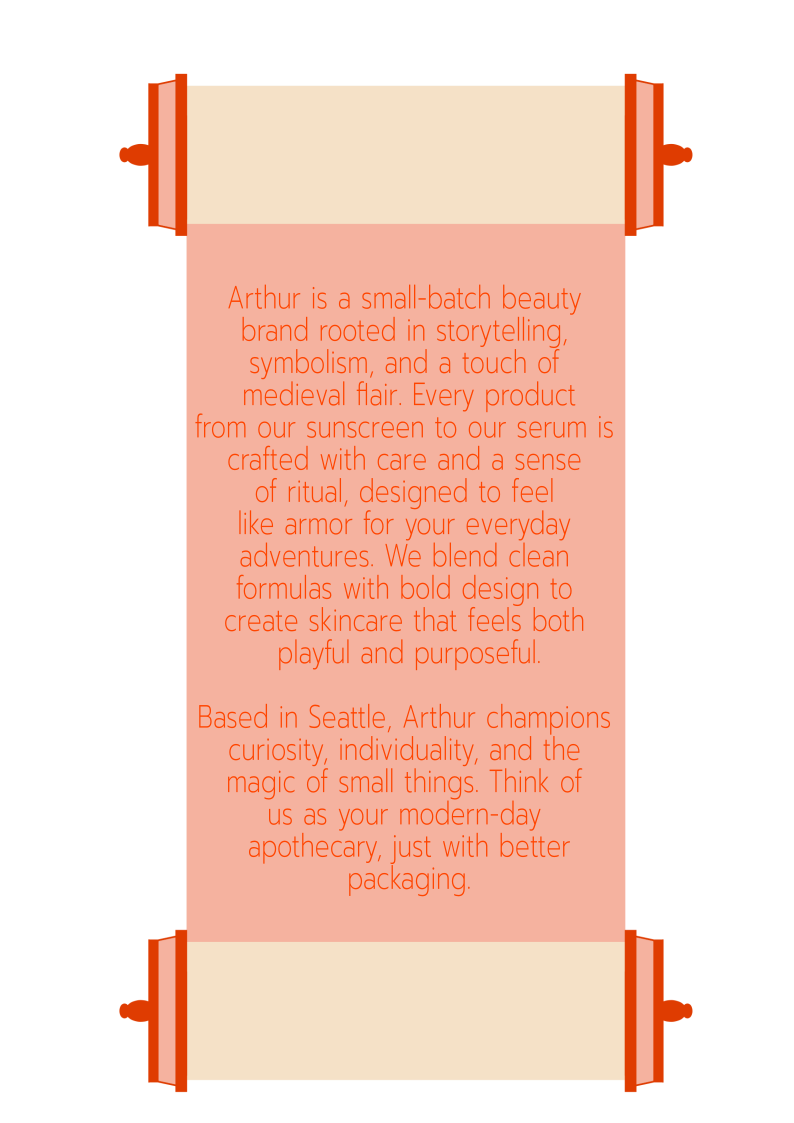 Arthur is a small-batch beauty
brand rooted in storytelling,
symbolism, and a touch of
medieval flair. Every product
from our sunscreen to our serum is
crafted with care and a sense
of ritual, designed to feel
like armor for your everyday
adventures. We blend clean
formulas with bold design to
create skincare that feels both
playful and purposeful.
Based in Seattle, Arthur champions
curiosity, individuality, and the
magic of small things. Think of
us as your modern-day
apothecary, just with better
packaging.